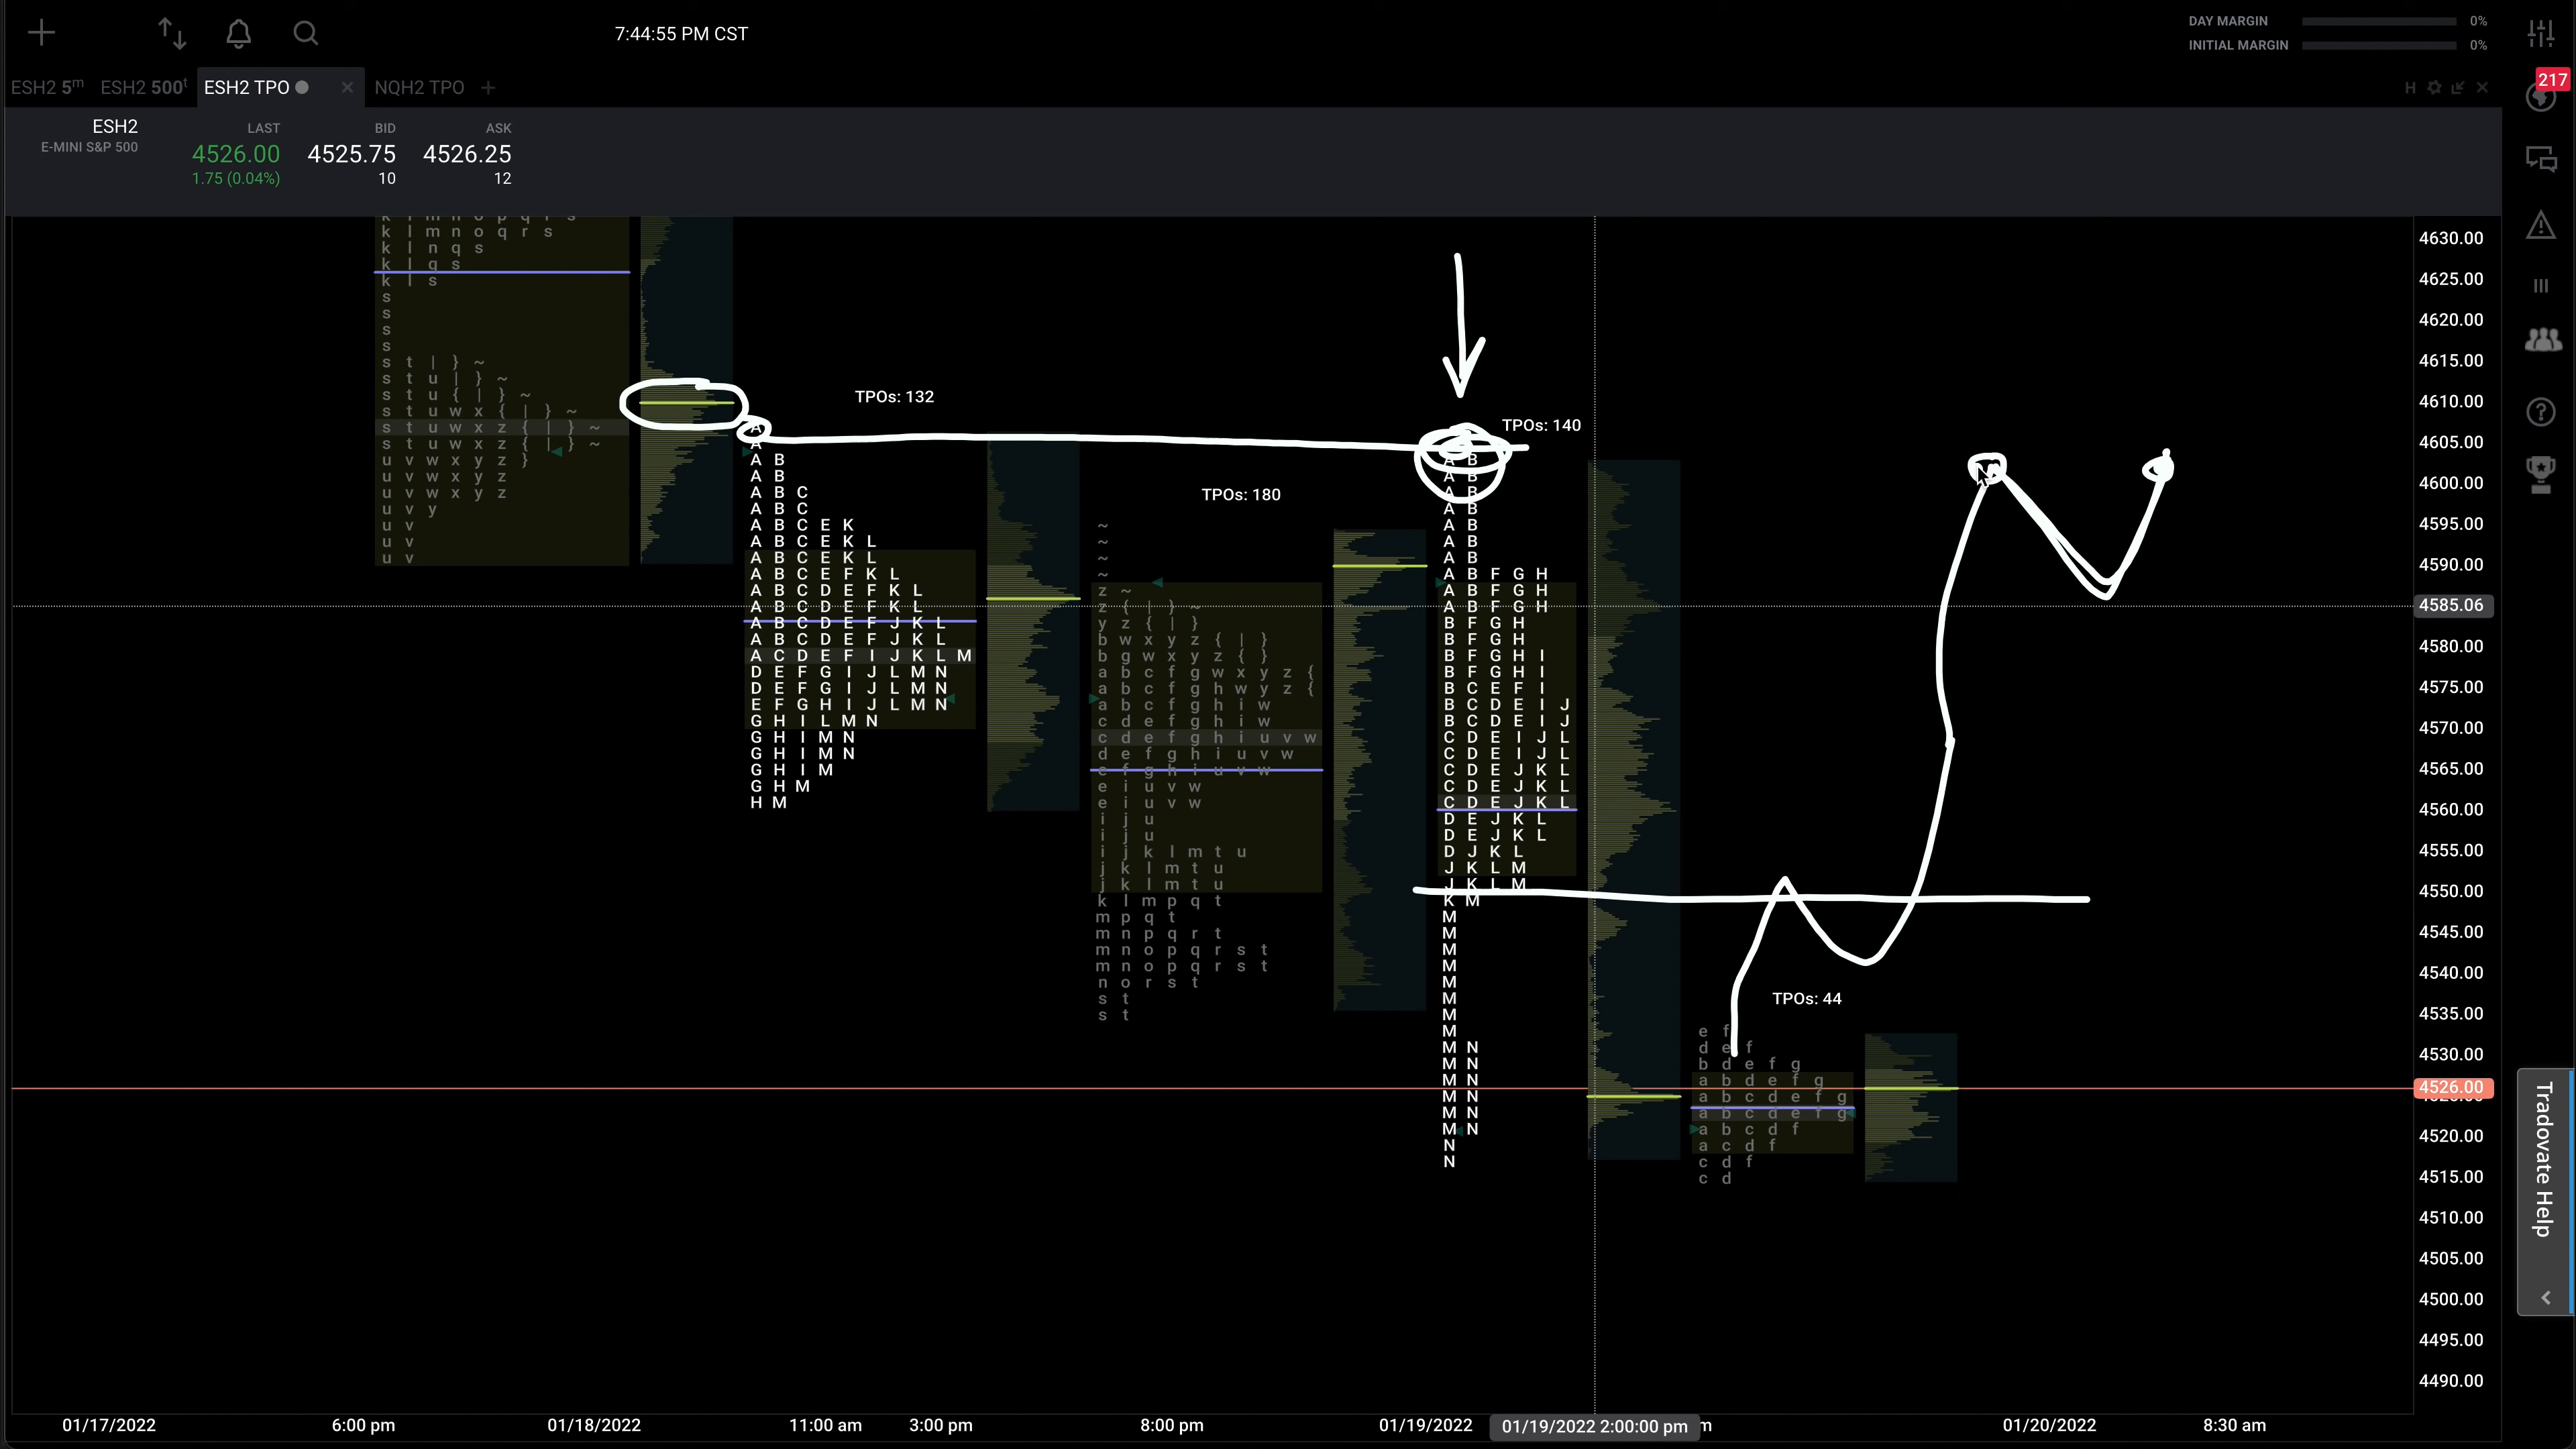 7:44:55 PM CST
DAY MARGIN 0%
INITIAL MARGIN 0%
217
ESH2 5m ESH2 500t ESH2 TPO NQH2 TPO
H
ESH2
E-MINI S&P 500
LAST BID ASK
4526.00 4525.75 4526.25
1.75 (0.04%) 10 12
k l m n o q r s
k l n q s
k l q s
k l s
s
s
s
s
s t | } ~
s t u | } ~
s t u { | } ~
s t u w x { | } ~
s t u w x z { | } ~
s t u w x z { | } ~
u v w x y z }
u v w x y z
u v w x y z
u v y
u v
u v
u v
TPOs: 132
A
A
A B
A B
A B C
A B C
A B C E K
A B C E K L
A B C E K L
A B C E F K L
A B C D E F K L
A B C D E F K L
A B C D E F J K L
A B C D E F J K L
A C D E F I J K L M
D E F G I J L M N
D E F G I J L M N
E F G H I J L M N
G H I L M N
G H I M N
G H I M N
G H I M
G H M
H M
TPOs: 180
~
~
~
~
z ~
z { | } ~
y z { | }
b w x y z { | }
b g w x y z { }
a b c f g w x y z {
a b c f g h w y z {
a b c f g h i w
c d e f g h i w
c d e f g h i u v w
d e f g h i u v w
e f g h i u v w
e i u v w
e i u v w
i j u
i j u
i j k l m t u
j k l m t u
j k l m t u
k l m p q t
m p q t
m n p q r t
m n o p q r s t
m n o p q r s t
n o r s t
s t
s t
TPOs: 140
A B
A B
A B
A B
A B
A B
A B
A B F G H
A B F G H
A B F G H
B F G H
B F G H
B F G H I
B F G H I
B C E F I
B C D E I J
B C D E I J
C D E I J L
C D E I J L
C D E J K L
C D E J K L
C D E J K L
D E J K L
D E J K L
D J K L
J K L M
J K L M
K M
M
M
M
M
M
M
M
M
M N
M N
M N
M N
M N
M N
N
N
TPOs: 44
e f
d e f
b d e f g
a b d e f g
a b c d e f g
a b c d e f g
a b c d f
a c d f
c d f
c d
4630.00
4625.00
4620.00
4615.00
4610.00
4605.00
4600.00
4595.00
4590.00
4585.06
4580.00
4575.00
4570.00
4565.00
4560.00
4555.00
4550.00
4545.00
4540.00
4535.00
4530.00
4526.00
4520.00
4515.00
4510.00
4505.00
4500.00
4495.00
4490.00
01/17/2022 6:00 pm 01/18/2022 11:00 am 3:00 pm 8:00 pm 01/19/2022 01/19/2022 2:00:00 pm m 01/20/2022 8:30 am
Tradovate Help